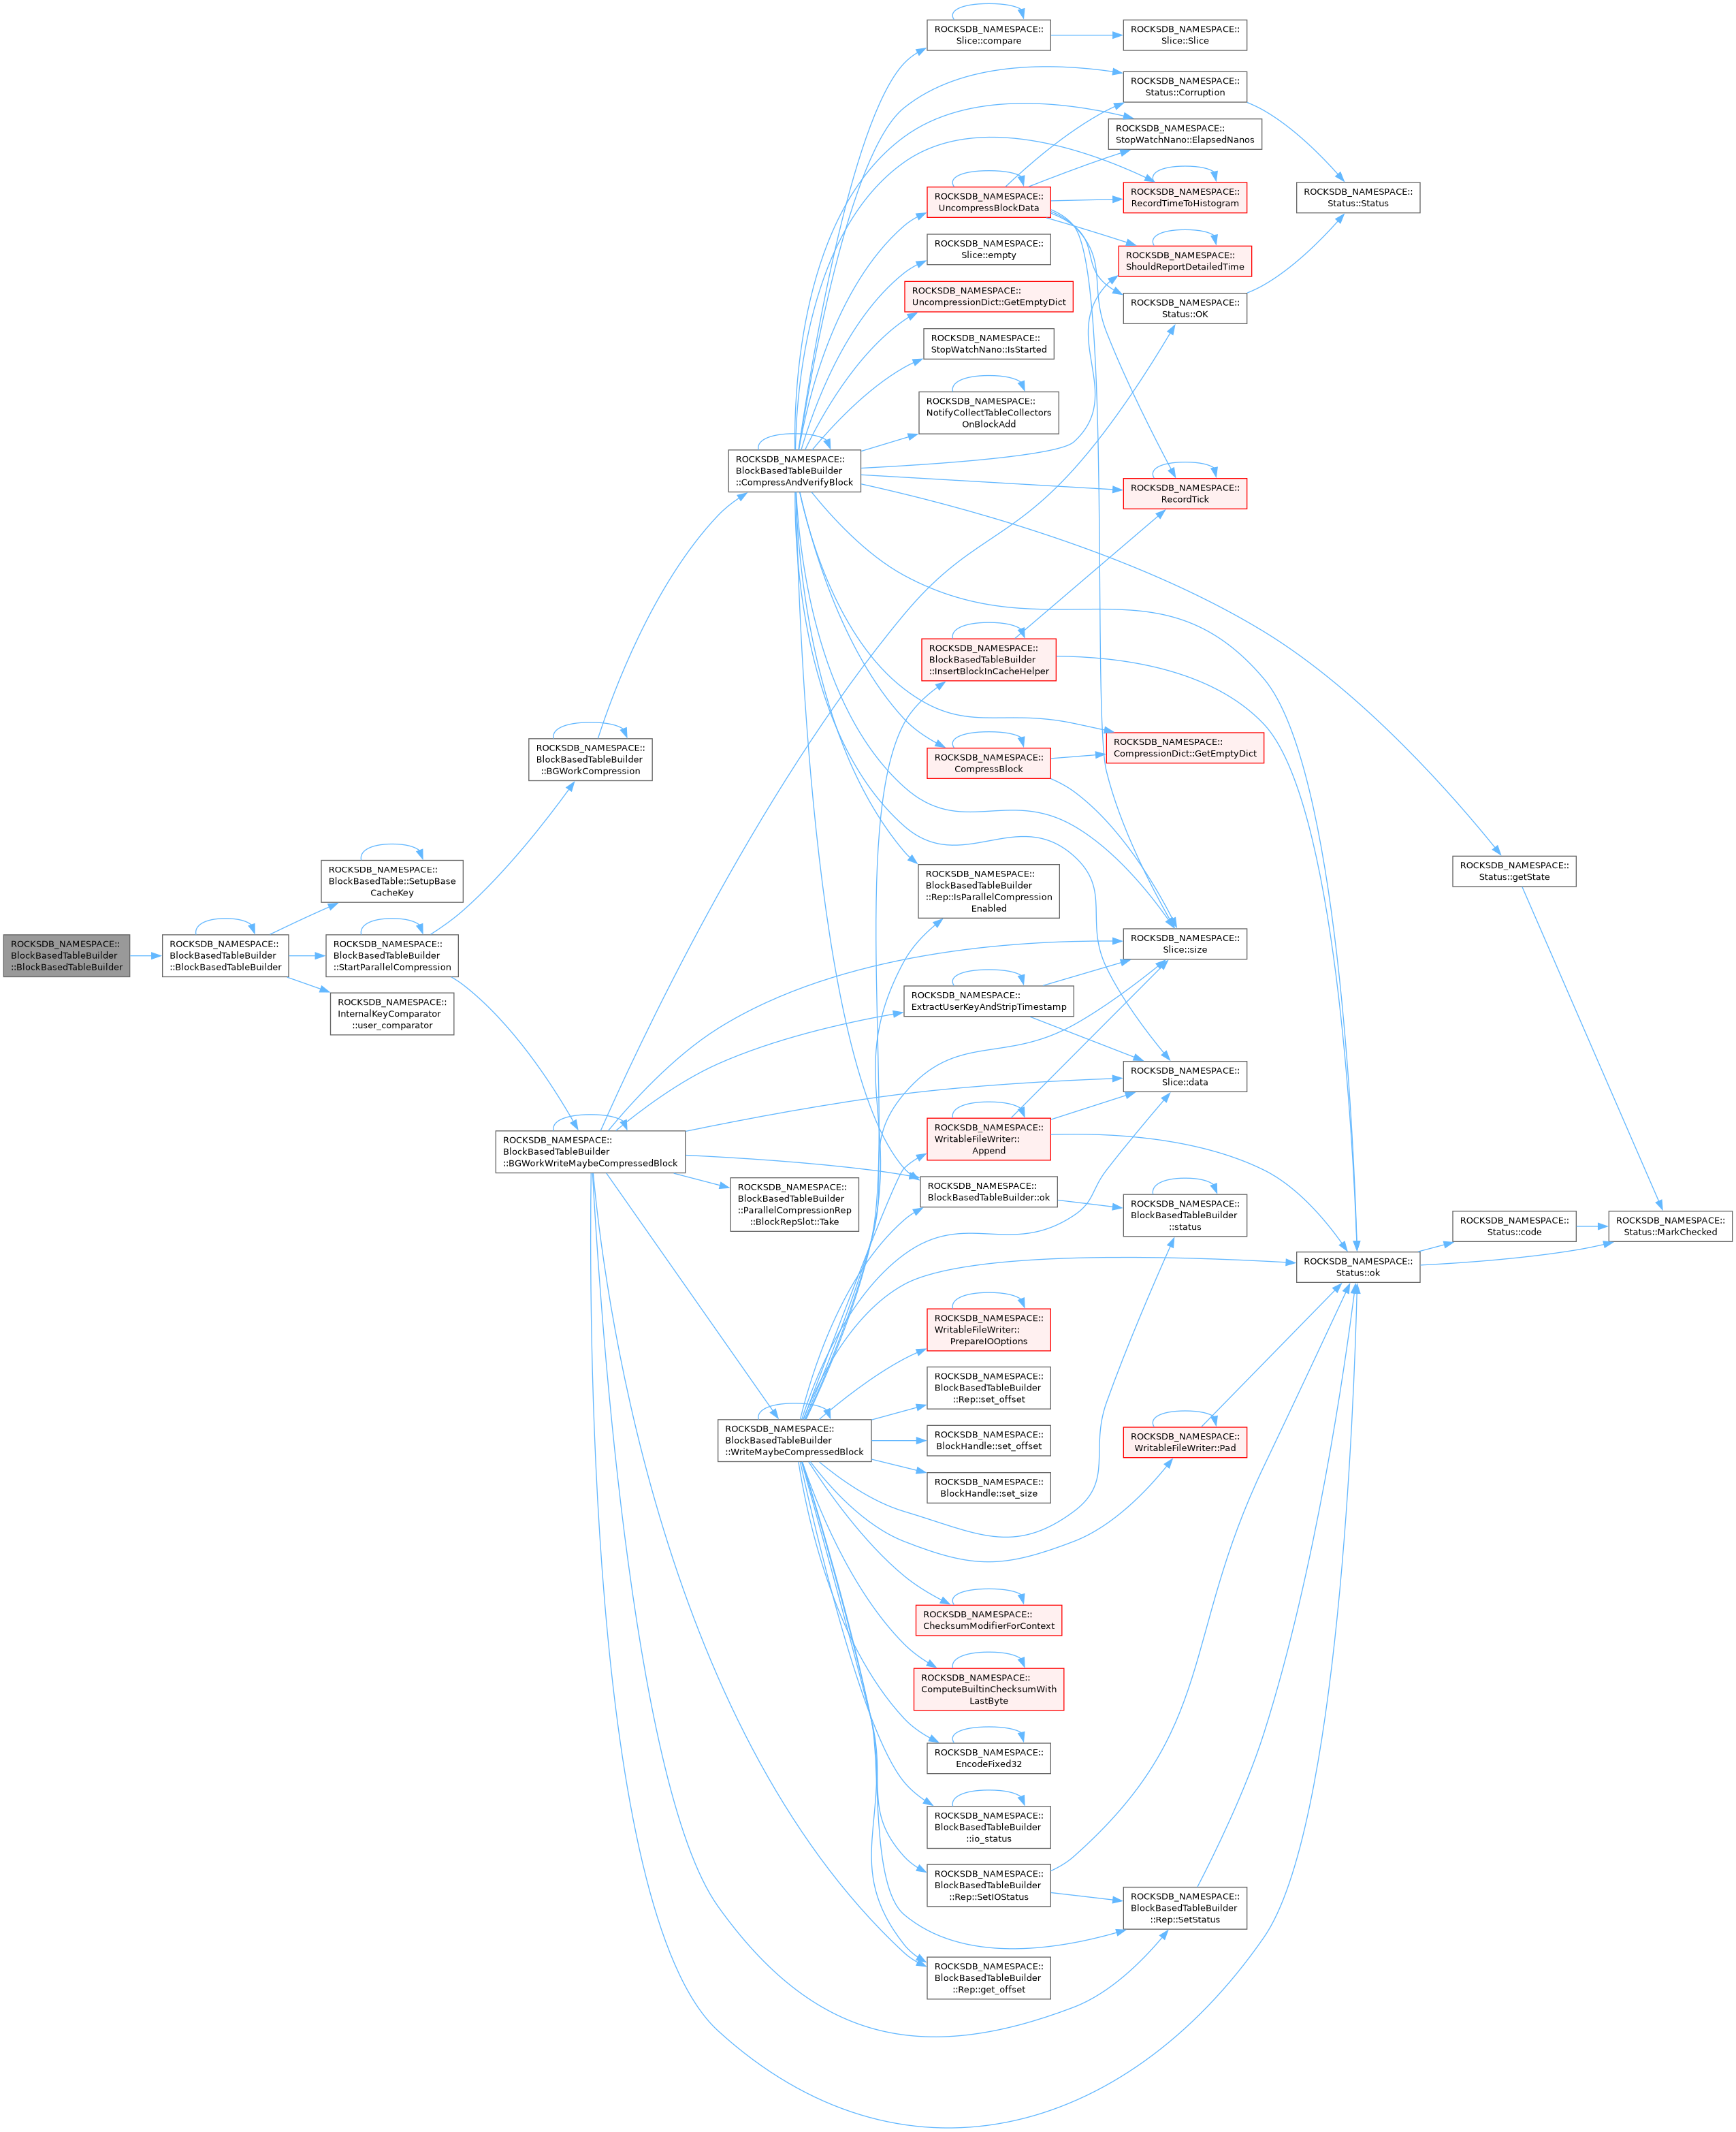 ROCKSDB_NAMESPACE::
BlockBasedTableBuilder
::BlockBasedTableBuilder
ROCKSDB_NAMESPACE::
BlockBasedTableBuilder
::BlockBasedTableBuilder
ROCKSDB_NAMESPACE::
BlockBasedTable::SetupBase
CacheKey
ROCKSDB_NAMESPACE::
BlockBasedTableBuilder
::StartParallelCompression
ROCKSDB_NAMESPACE::
InternalKeyComparator
::user_comparator
ROCKSDB_NAMESPACE::
BlockBasedTableBuilder
::BGWorkCompression
ROCKSDB_NAMESPACE::
BlockBasedTableBuilder
::BGWorkWriteMaybeCompressedBlock
ROCKSDB_NAMESPACE::
BlockBasedTableBuilder
::CompressAndVerifyBlock
ROCKSDB_NAMESPACE::
BlockBasedTableBuilder
::ParallelCompressionRep
::BlockRepSlot::Take
ROCKSDB_NAMESPACE::
BlockBasedTableBuilder
::WriteMaybeCompressedBlock
ROCKSDB_NAMESPACE::
Slice::compare
ROCKSDB_NAMESPACE::
UncompressBlockData
ROCKSDB_NAMESPACE::
Slice::empty
ROCKSDB_NAMESPACE::
UncompressionDict::GetEmptyDict
ROCKSDB_NAMESPACE::
StopWatchNano::IsStarted
ROCKSDB_NAMESPACE::
NotifyCollectTableCollectors
OnBlockAdd
ROCKSDB_NAMESPACE::
BlockBasedTableBuilder
::InsertBlockInCacheHelper
ROCKSDB_NAMESPACE::
CompressBlock
ROCKSDB_NAMESPACE::
BlockBasedTableBuilder
::Rep::IsParallelCompression
Enabled
ROCKSDB_NAMESPACE::
ExtractUserKeyAndStripTimestamp
ROCKSDB_NAMESPACE::
WritableFileWriter::
Append
ROCKSDB_NAMESPACE::
BlockBasedTableBuilder::ok
ROCKSDB_NAMESPACE::
WritableFileWriter::
PrepareIOOptions
ROCKSDB_NAMESPACE::
BlockBasedTableBuilder
::Rep::set_offset
ROCKSDB_NAMESPACE::
BlockHandle::set_offset
ROCKSDB_NAMESPACE::
BlockHandle::set_size
ROCKSDB_NAMESPACE::
ChecksumModifierForContext
ROCKSDB_NAMESPACE::
ComputeBuiltinChecksumWith
LastByte
ROCKSDB_NAMESPACE::
EncodeFixed32
ROCKSDB_NAMESPACE::
BlockBasedTableBuilder
::io_status
ROCKSDB_NAMESPACE::
BlockBasedTableBuilder
::Rep::SetIOStatus
ROCKSDB_NAMESPACE::
BlockBasedTableBuilder
::Rep::get_offset
ROCKSDB_NAMESPACE::
Slice::Slice
ROCKSDB_NAMESPACE::
Status::Corruption
ROCKSDB_NAMESPACE::
StopWatchNano::ElapsedNanos
ROCKSDB_NAMESPACE::
RecordTimeToHistogram
ROCKSDB_NAMESPACE::
ShouldReportDetailedTime
ROCKSDB_NAMESPACE::
Status::OK
ROCKSDB_NAMESPACE::
RecordTick
ROCKSDB_NAMESPACE::
CompressionDict::GetEmptyDict
ROCKSDB_NAMESPACE::
Slice::size
ROCKSDB_NAMESPACE::
Slice::data
ROCKSDB_NAMESPACE::
BlockBasedTableBuilder
::status
ROCKSDB_NAMESPACE::
WritableFileWriter::Pad
ROCKSDB_NAMESPACE::
BlockBasedTableBuilder
::Rep::SetStatus
ROCKSDB_NAMESPACE::
Status::Status
ROCKSDB_NAMESPACE::
Status::ok
ROCKSDB_NAMESPACE::
Status::getState
ROCKSDB_NAMESPACE::
Status::code
ROCKSDB_NAMESPACE::
Status::MarkChecked